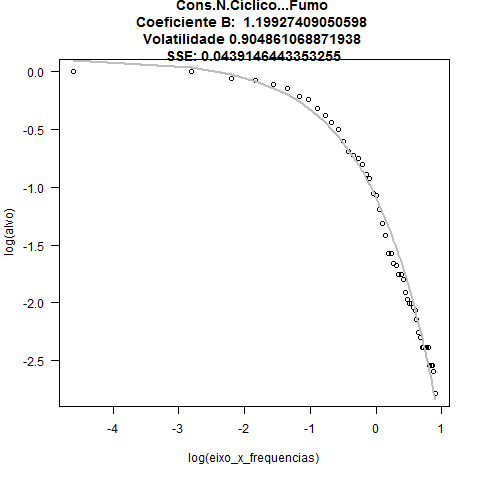 Cons.N.Ciclico...Fumo
Coeficiente B:  1.19927409050598
Volatilidade 0.904861068871938
SSE: 0.0439146443353255
0.0
-0.5
-1.0
-1.5
-2.0
-2.5
log(alvo)
-4
-3
-2
-1
0
1
log(eixo_x_frequencias)